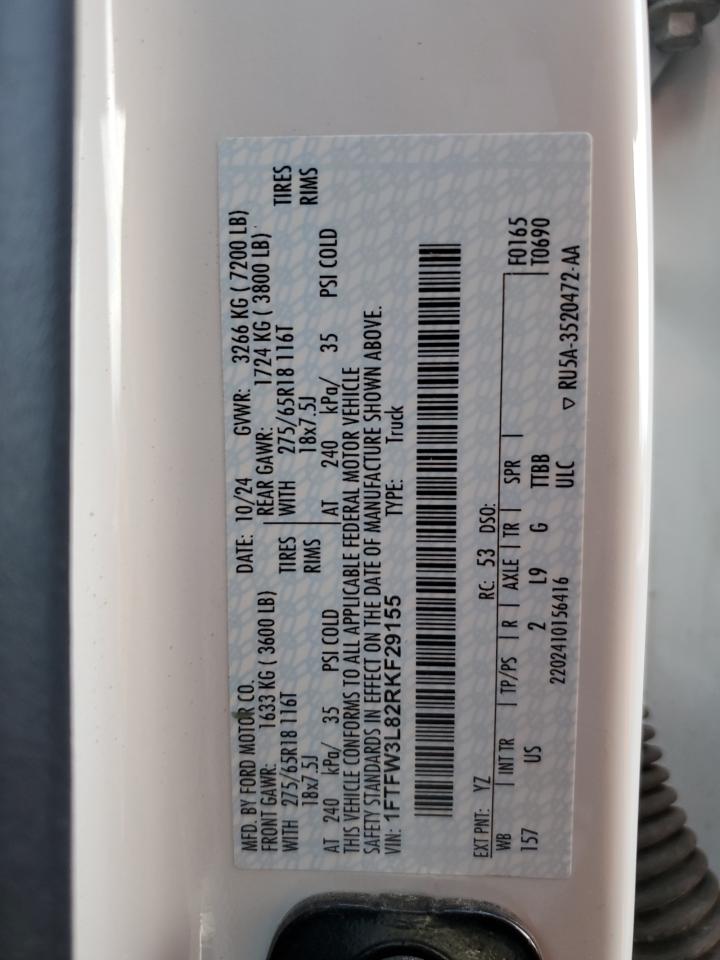 MFD. BY FORD MOTOR CO.
DATE: 10/24 GVWR: 3266 KG ( 7200 LB)
FRONT GAWR: 1633 KG ( 3600 LB) REAR GAWR: 1724 KG ( 3800 LB)
WITH 275/65R18 116T TIRES WITH 275/65R18 116T TIRES
18x7.5J RIMS 18x7.5J RIMS
AT 240 kPa/ 35 PSI COLD AT 240 kPa/ 35 PSI COLD
THIS VEHICLE CONFORMS TO ALL APPLICABLE FEDERAL MOTOR VEHICLE
SAFETY STANDARDS IN EFFECT ON THE DATE OF MANUFACTURE SHOWN ABOVE.
VIN: 1FTFW3L82RKF29155 TYPE: Truck
EXT PNT: YZ RC: 53 DSO:
WB INT TR TP/PS R AXLE TR SPR F0165
157 US 2 L9 G TTBB T0690
2202410156416 ULC
▽ RU5A-3520472-AA